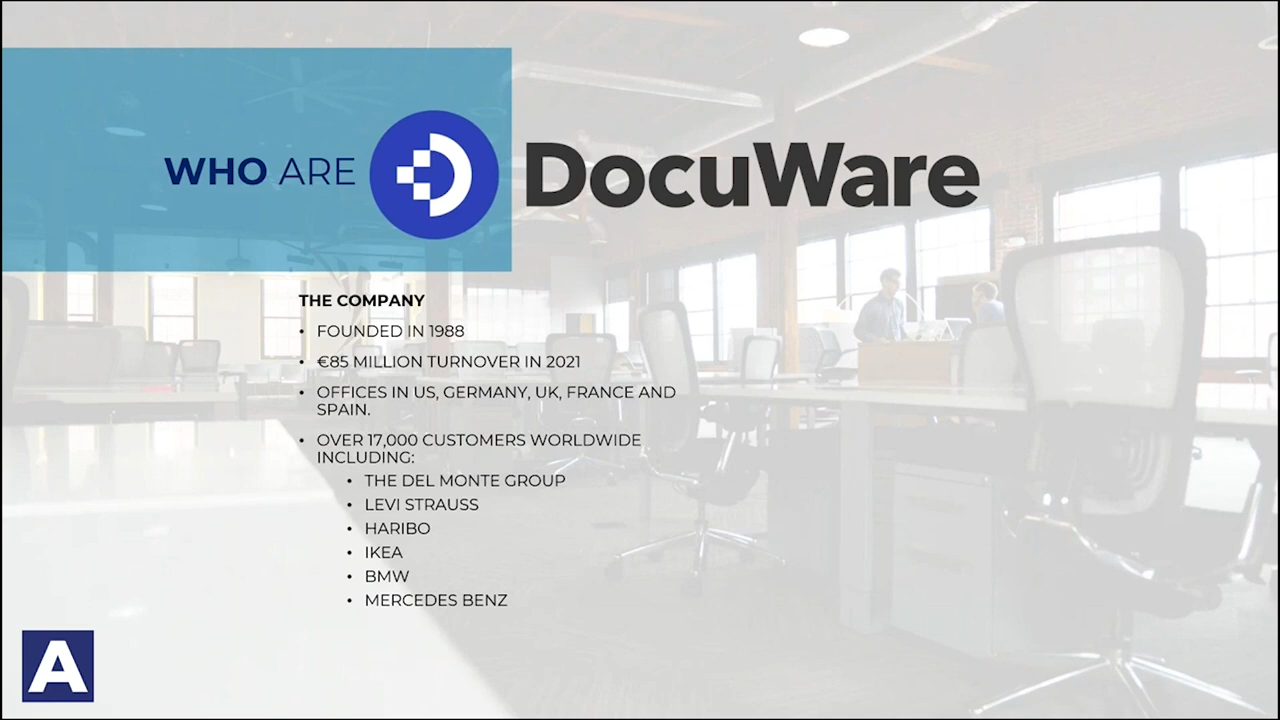 WHO ARE DocuWare
THE COMPANY
• FOUNDED IN 1988
• €85 MILLION TURNOVER IN 2021
• OFFICES IN US, GERMANY, UK, FRANCE AND
SPAIN.
• OVER 17,000 CUSTOMERS WORLDWIDE
INCLUDING:
• THE DEL MONTE GROUP
• LEVI STRAUSS
• HARIBO
• IKEA
• BMW
• MERCEDES BENZ
A